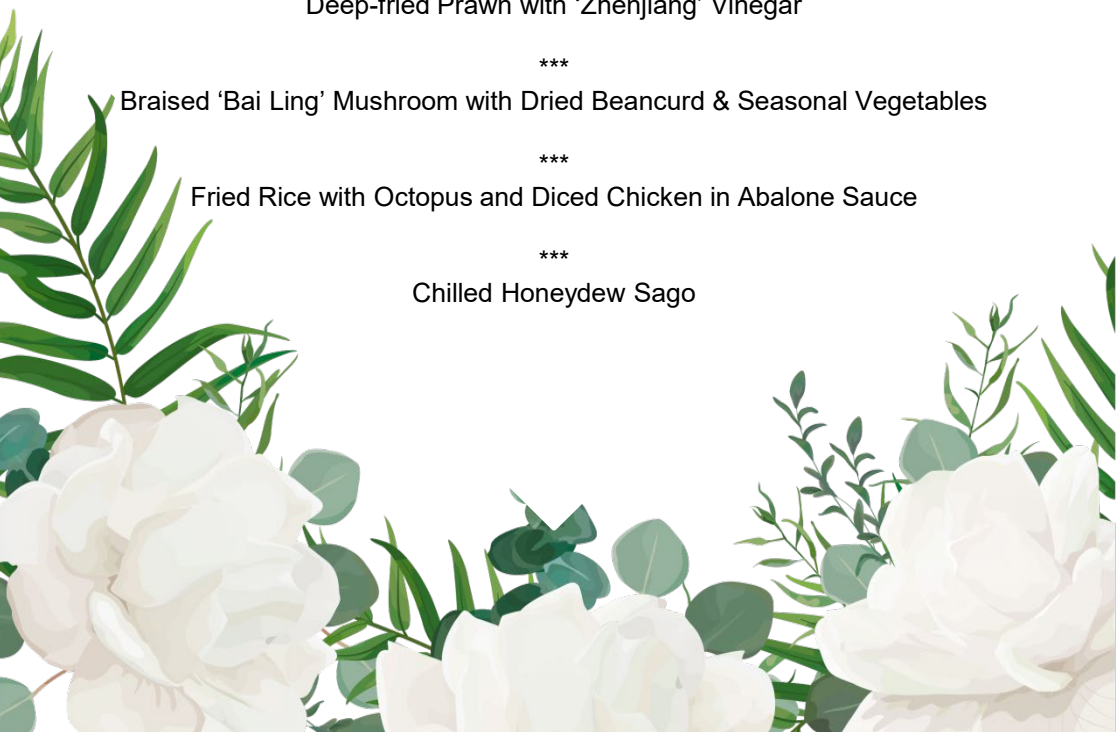 Deep-fried Prawn with ‘Zhenjiang’ Vinegar
***
Braised ‘Bai Ling’ Mushroom with Dried Beancurd & Seasonal Vegetables
***
Fried Rice with Octopus and Diced Chicken in Abalone Sauce
***
Chilled Honeydew Sago